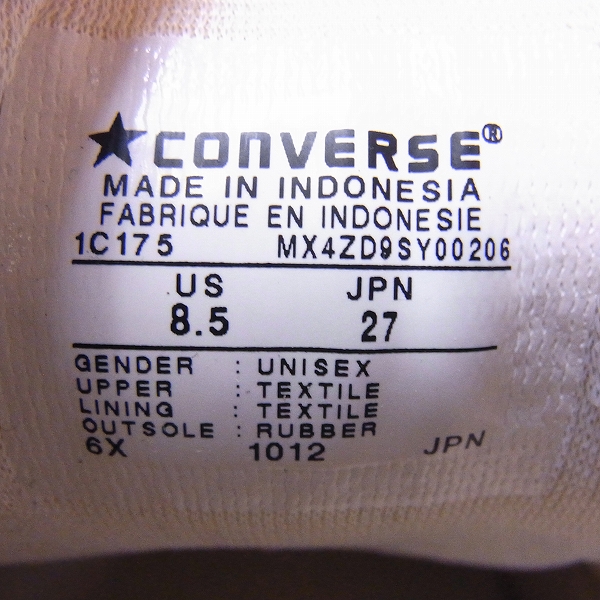 ★CONVERSE®
MADE IN INDONESIA
FABRIQUE EN INDONESIE
1C175 MX4ZD9SY00206
US JPN
8.5 27
GENDER : UNISEX
UPPER : TEXTILE
LINING : TEXTILE
OUTSOLE : RUBBER
6X 1012 JPN